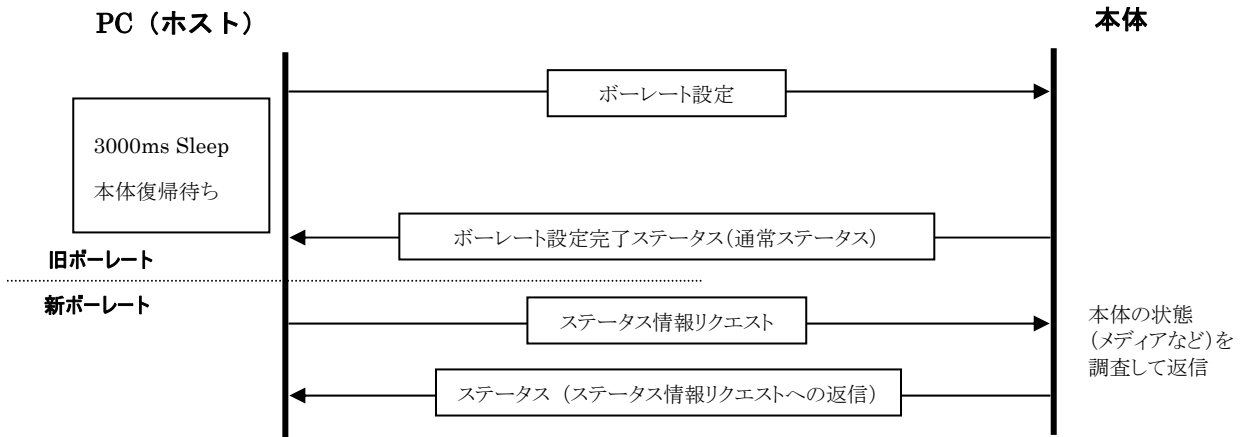 PC（ホスト）
本体
ボーレート設定
3000ms Sleep
本体復帰待ち
ボーレート設定完了ステータス（通常ステータス）
旧ボーレート
新ボーレート
ステータス情報リクエスト
本体の状態
（メディアなど）を
調査して返信
ステータス （ステータス情報リクエストへの返信）